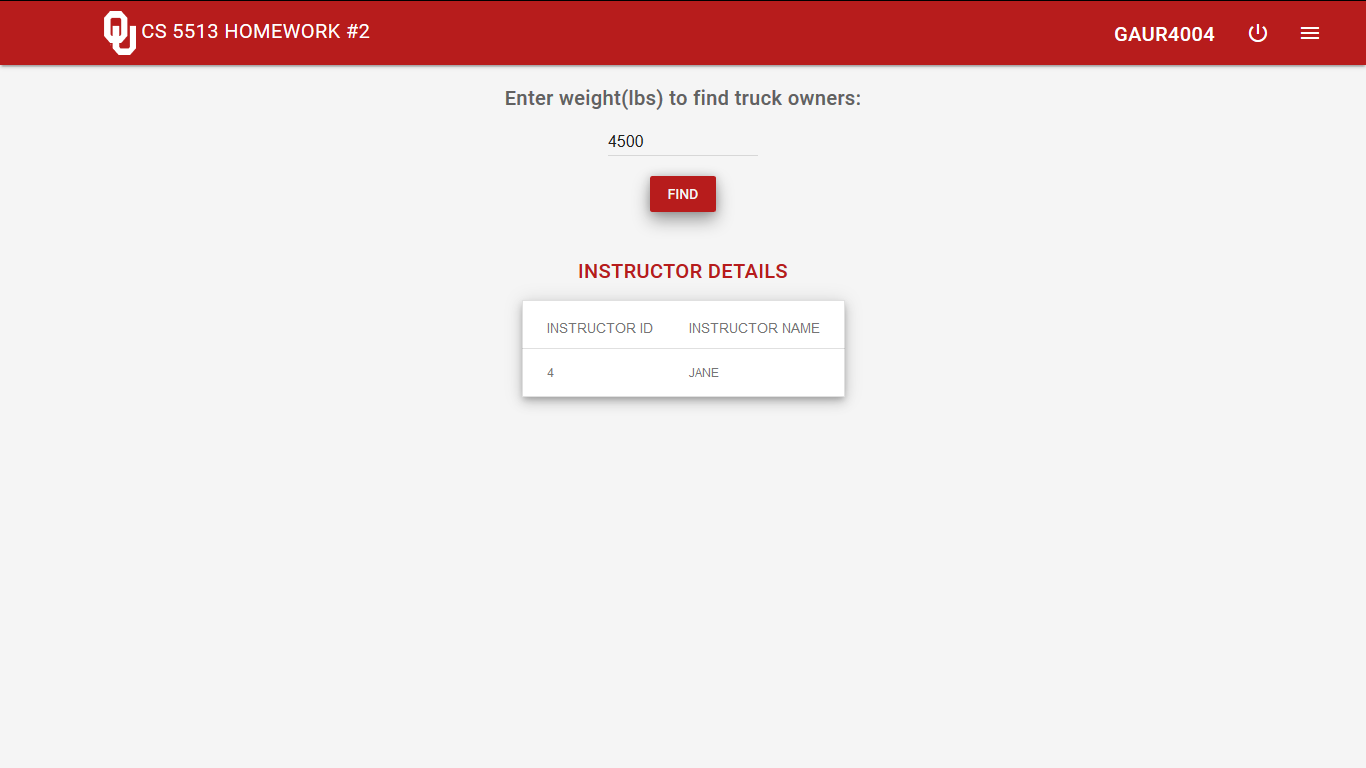 OU CS 5513 HOMEWORK #2
GAUR4004
Enter weight(lbs) to find truck owners:
4500
FIND
INSTRUCTOR DETAILS
INSTRUCTOR ID INSTRUCTOR NAME
4 JANE